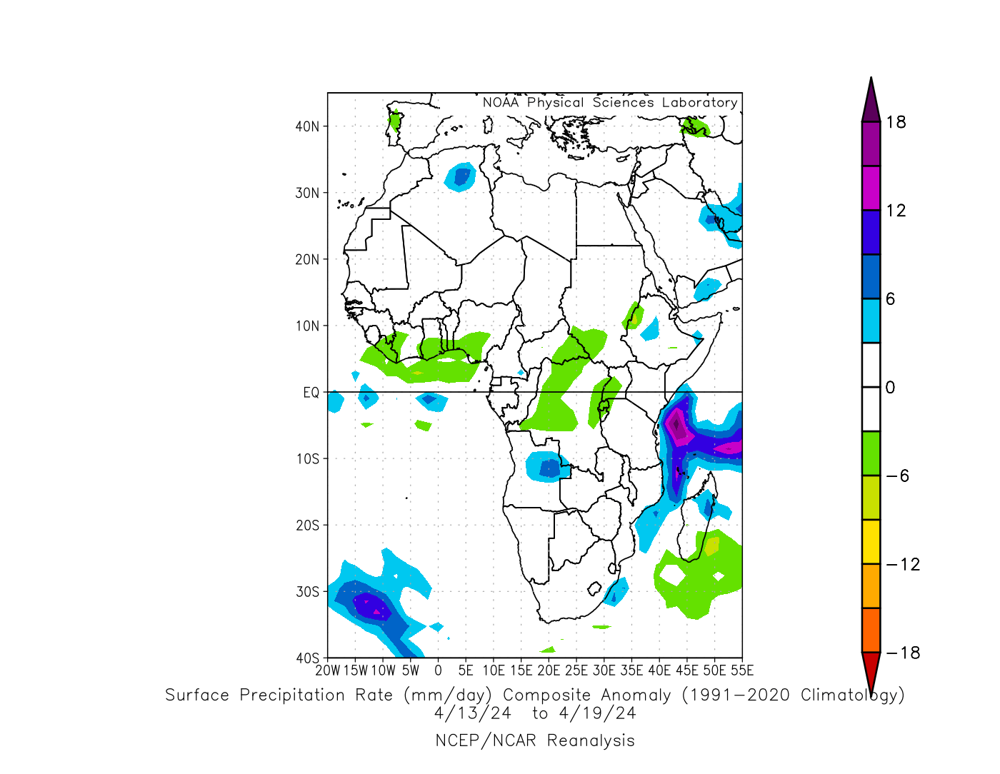 NOAA Physical Sciences Laboratory
40N
30N
20N
10N
EQ
10S
20S
30S
40S
20W 15W 10W 5W 0 5E 10E 15E 20E 25E 30E 35E 40E 45E 50E 55E
18
12
6
0
−6
−12
−18
Surface Precipitation Rate (mm/day) Composite Anomaly (1991−2020 Climatology)
4/13/24 to 4/19/24
NCEP/NCAR Reanalysis